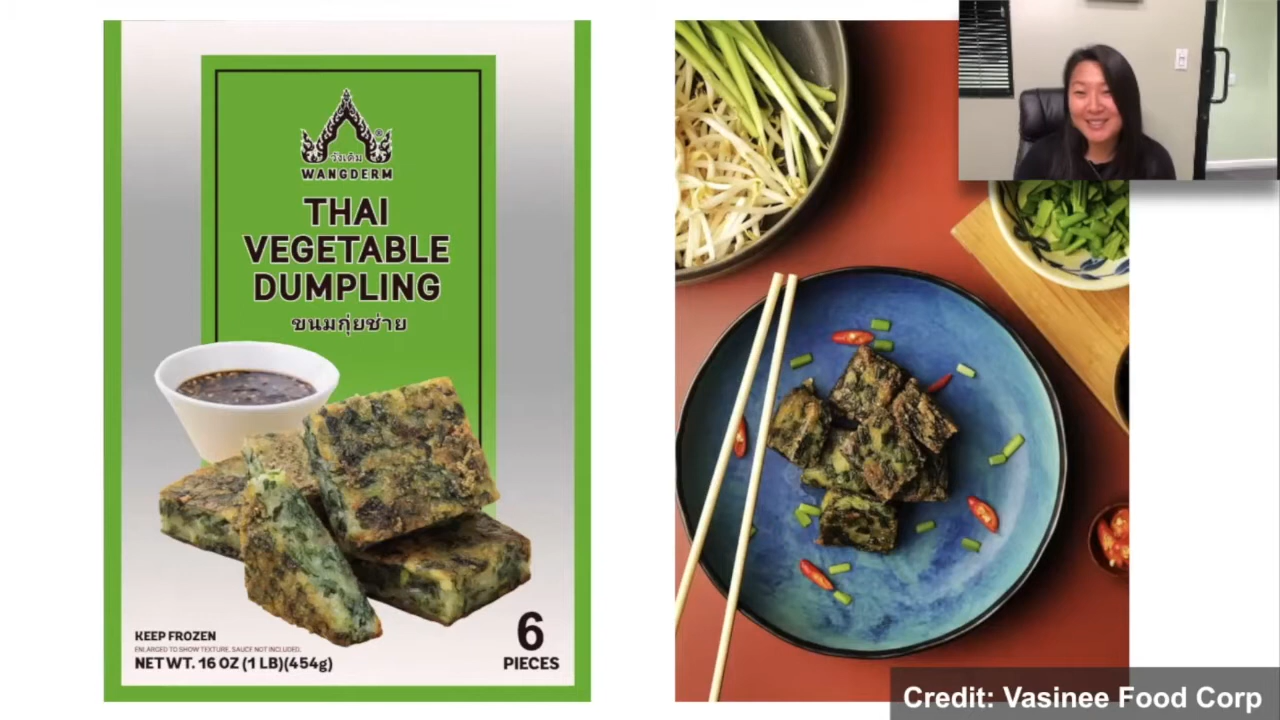 วังเดิม
®
WANGDERM
THAI
VEGETABLE
DUMPLING
ขนมกุ่ยช่าย
KEEP FROZEN
ENLARGED TO SHOW TEXTURE, SAUCE NOT INCLUDED.
NET WT. 16 OZ (1 LB)(454g)
6
PIECES
Credit: Vasinee Food Corp